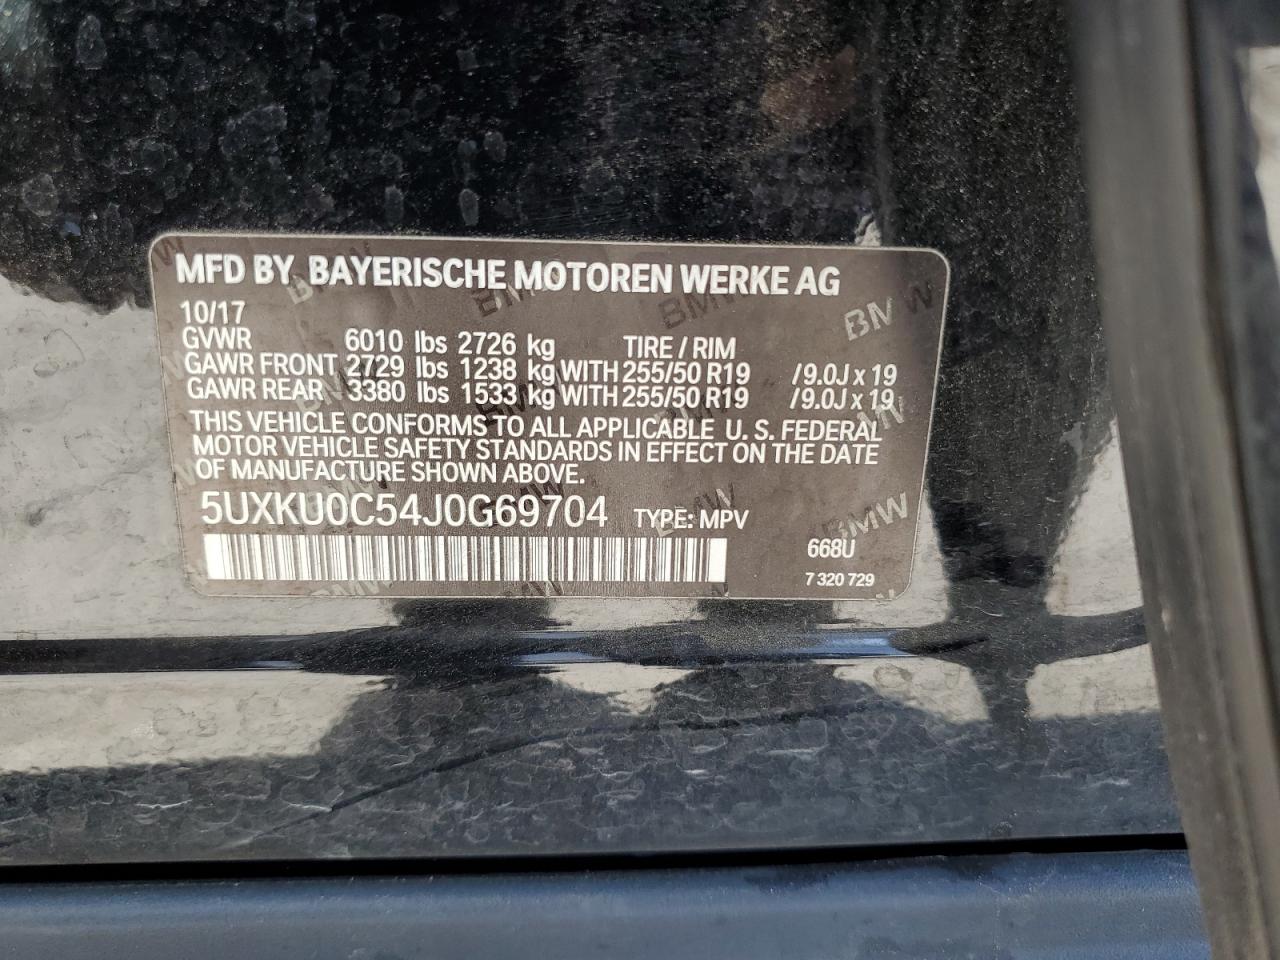 MFD BY BAYERISCHE MOTOREN WERKE AG
10/17
GVWR 6010 lbs 2726 kg TIRE / RIM
GAWR FRONT 2729 lbs 1238 kg WITH 255/50 R19 /9.0J x 19
GAWR REAR 3380 lbs 1533 kg WITH 255/50 R19 /9.0J x 19
THIS VEHICLE CONFORMS TO ALL APPLICABLE U. S. FEDERAL
MOTOR VEHICLE SAFETY STANDARDS IN EFFECT ON THE DATE
OF MANUFACTURE SHOWN ABOVE.
5UXKU0C54J0G69704 TYPE: MPV
668U
7 320 729